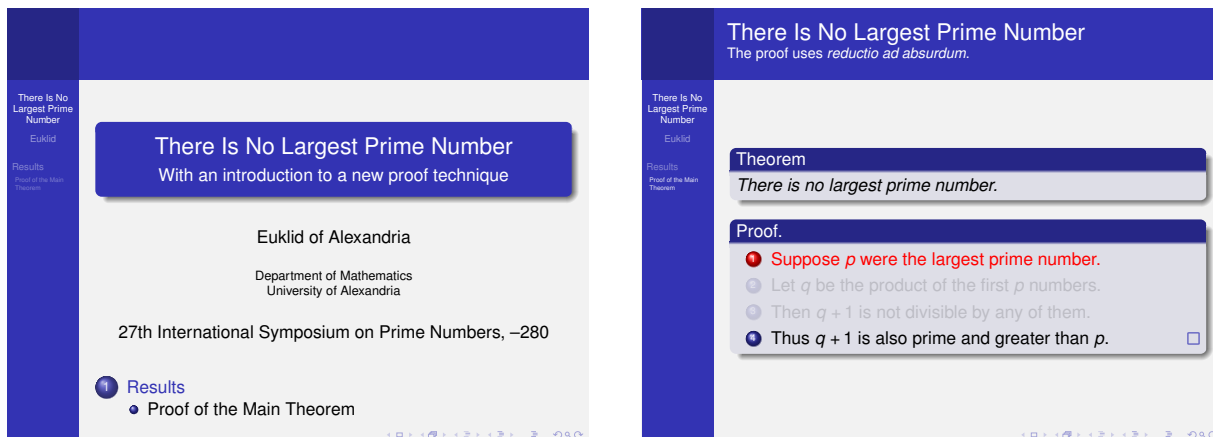 There Is No
Largest Prime
Number
Euklid
Results
Proof of the Main
Theorem
There Is No Largest Prime Number
With an introduction to a new proof technique
Euklid of Alexandria
Department of Mathematics
University of Alexandria
27th International Symposium on Prime Numbers, –280
1 Results
Proof of the Main Theorem
There Is No Largest Prime Number
The proof uses reductio ad absurdum.
There Is No
Largest Prime
Number
Euklid
Results
Proof of the Main
Theorem
Theorem
There is no largest prime number.
Proof.
1 Suppose p were the largest prime number.
2 Let q be the product of the first p numbers.
3 Then q + 1 is not divisible by any of them.
4 Thus q + 1 is also prime and greater than p. □